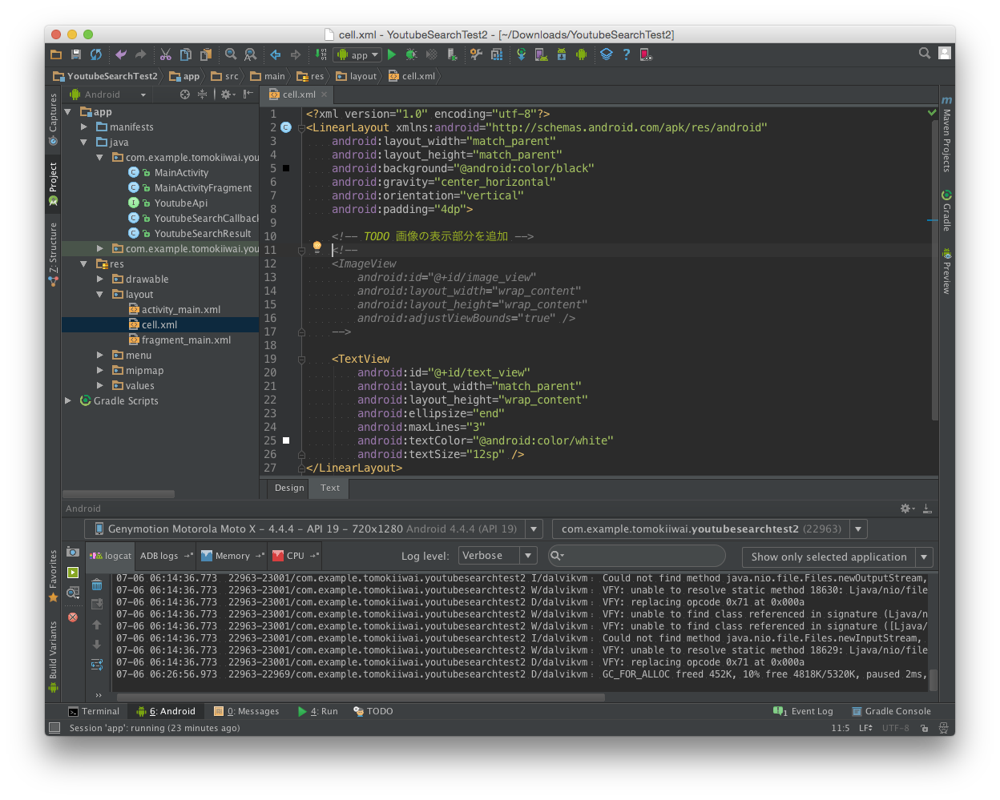 cell.xml - YoutubeSearchTest2 - [~/Downloads/YoutubeSearchTest2]
app
YoutubeSearchTest2 app src main res layout cell.xml
Android
cell.xml
Captures
Project
Z: Structure
Favorites
Build Variants
app
manifests
java
com.example.tomokiiwai.you
MainActivity
MainActivityFragment
YoutubeApi
YoutubeSearchCallback
YoutubeSearchResult
com.example.tomokiiwai.you
res
drawable
layout
activity_main.xml
cell.xml
fragment_main.xml
menu
mipmap
values
Gradle Scripts
1 <?xml version="1.0" encoding="utf-8"?>
2 <LinearLayout xmlns:android="http://schemas.android.com/apk/res/android"
3 android:layout_width="match_parent"
4 android:layout_height="match_parent"
5 android:background="@android:color/black"
6 android:gravity="center_horizontal"
7 android:orientation="vertical"
8 android:padding="4dp">
9
10 <!-- TODO 画像の表示部分を追加 -->
11 <!--
12 <ImageView
13 android:id="@+id/image_view"
14 android:layout_width="wrap_content"
15 android:layout_height="wrap_content"
16 android:adjustViewBounds="true" />
17 -->
18
19 <TextView
20 android:id="@+id/text_view"
21 android:layout_width="match_parent"
22 android:layout_height="wrap_content"
23 android:ellipsize="end"
24 android:maxLines="3"
25 android:textColor="@android:color/white"
26 android:textSize="12sp" />
27 </LinearLayout>
Maven Projects
Gradle
Preview
Design Text
Android
Genymotion Motorola Moto X - 4.4.4 - API 19 - 720x1280 Android 4.4.4 (API 19) com.example.tomokiiwai.youtubesearchtest2 (22963)
logcat ADB logs Memory CPU Log level: Verbose Show only selected application
07-06 06:14:36.773 22963-23001/com.example.tomokiiwai.youtubesearchtest2 I/dalvikvm: Could not find method java.nio.file.Files.newOutputStream,
07-06 06:14:36.773 22963-23001/com.example.tomokiiwai.youtubesearchtest2 W/dalvikvm: VFY: unable to resolve static method 18630: Ljava/nio/file
07-06 06:14:36.773 22963-23001/com.example.tomokiiwai.youtubesearchtest2 D/dalvikvm: VFY: replacing opcode 0x71 at 0x000a
07-06 06:14:36.773 22963-23001/com.example.tomokiiwai.youtubesearchtest2 W/dalvikvm: VFY: unable to find class referenced in signature (Ljava/n
07-06 06:14:36.773 22963-23001/com.example.tomokiiwai.youtubesearchtest2 W/dalvikvm: VFY: unable to find class referenced in signature ([Ljava/
07-06 06:14:36.773 22963-23001/com.example.tomokiiwai.youtubesearchtest2 I/dalvikvm: Could not find method java.nio.file.Files.newInputStream,
07-06 06:14:36.773 22963-23001/com.example.tomokiiwai.youtubesearchtest2 W/dalvikvm: VFY: unable to resolve static method 18629: Ljava/nio/file
07-06 06:14:36.773 22963-23001/com.example.tomokiiwai.youtubesearchtest2 D/dalvikvm: VFY: replacing opcode 0x71 at 0x000a
07-06 06:26:56.973 22963-22969/com.example.tomokiiwai.youtubesearchtest2 D/dalvikvm: GC_FOR_ALLOC freed 452K, 10% free 4818K/5320K, paused 2ms,
Terminal 6: Android 0: Messages 4: Run TODO 1 Event Log Gradle Console
Session 'app': running (23 minutes ago) 11:5 LF UTF-8